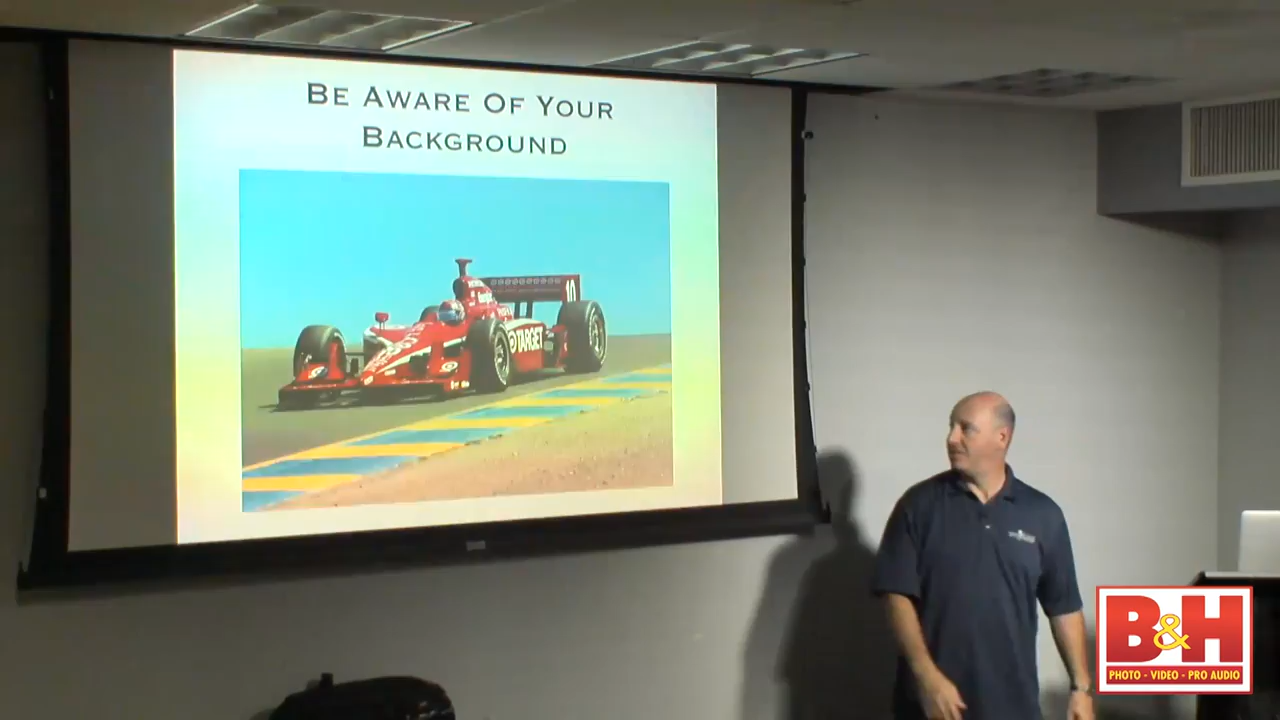 Be Aware Of Your
Background
10
TARGET
B&H
PHOTO - VIDEO - PRO AUDIO